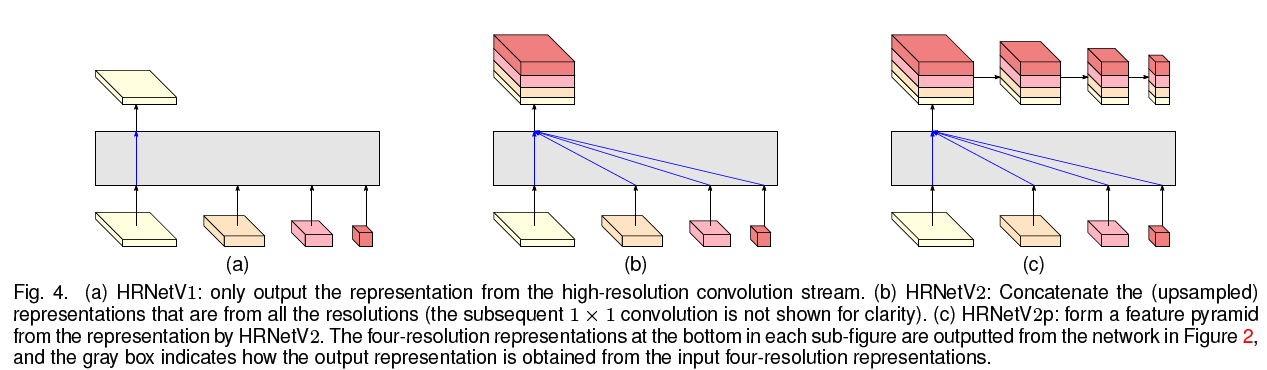 (a) (b) (c)
Fig. 4. (a) HRNetV1: only output the representation from the high-resolution convolution stream. (b) HRNetV2: Concatenate the (upsampled)
representations that are from all the resolutions (the subsequent 1 × 1 convolution is not shown for clarity). (c) HRNetV2p: form a feature pyramid
from the representation by HRNetV2. The four-resolution representations at the bottom in each sub-figure are outputted from the network in Figure 2,
and the gray box indicates how the output representation is obtained from the input four-resolution representations.